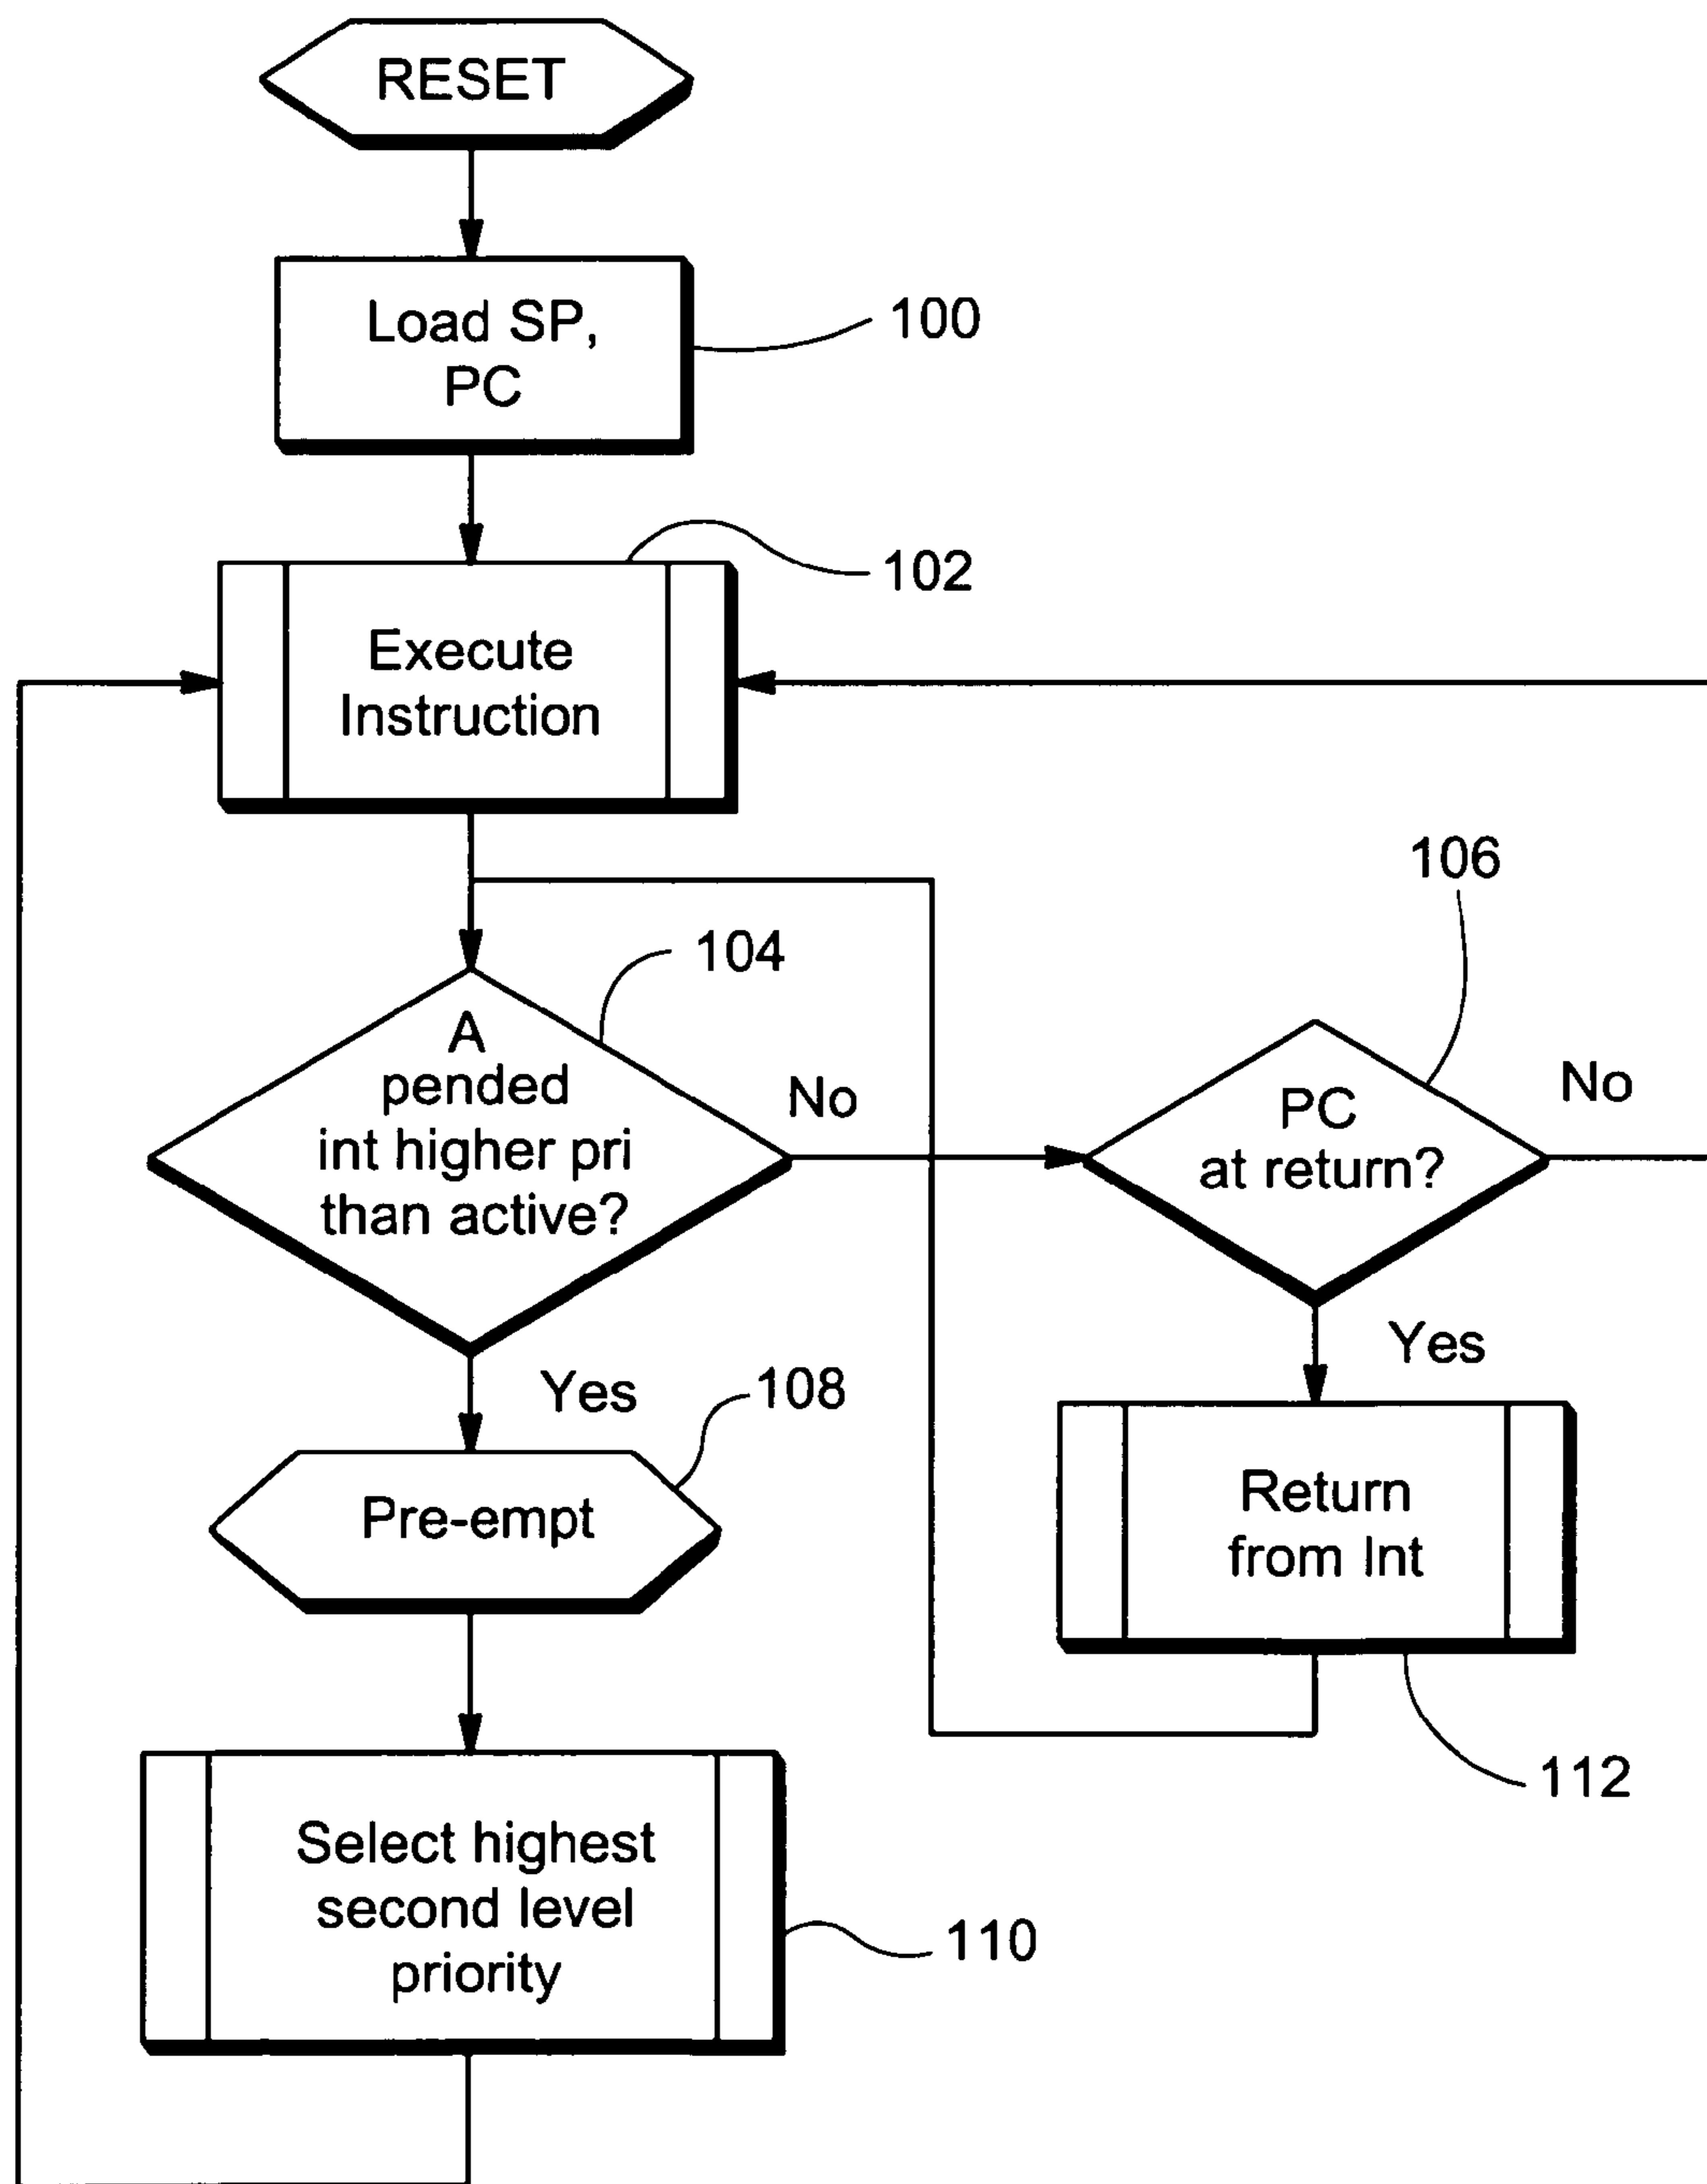 RESET
Load SP,
PC
100
102
Execute
Instruction
106
104
A
pended
int higher pri
than active?
No
PC
at return?
No
Yes
108
Yes
Pre-empt
Return
from Int
112
Select highest
second level
priority
110